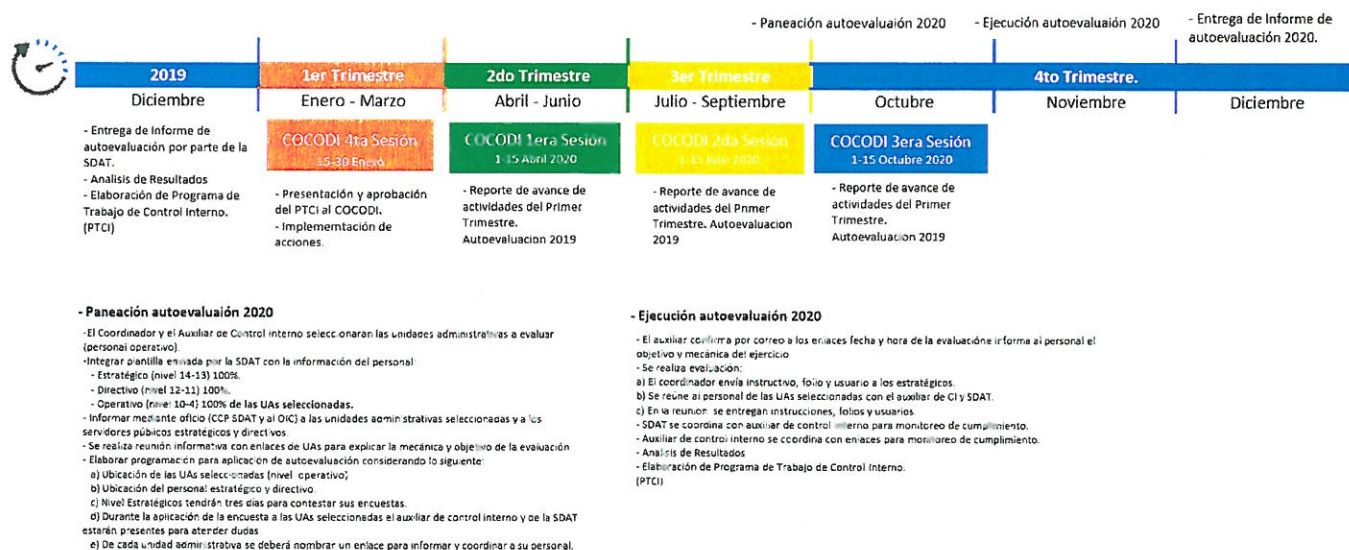 - Paneación autoevaluaión 2020
- Ejecución autoevaluaión 2020
- Entrega de Informe de
autoevaluación 2020.
2019
1er Trimestre
2do Trimestre
3er Trimestre
4to Trimestre.
Diciembre
Enero - Marzo
Abril - Junio
Julio - Septiembre
Octubre
Noviembre
Diciembre
- Entrega de Informe de
autoevaluación por parte de la
SDAT.
- Analisis de Resultados
- Elaboración de Programa de
Trabajo de Control Interno.
(PTCI)
COCODI 4ta Sesión
15-30 Enero
- Presentación y aprobación
del PTCI al COCODI.
- Implementación de
acciones.
COCODI 1era Sesión
1-15 Abril 2020
- Reporte de avance de
actividades del Primer
Trimestre.
Autoevaluacion 2019
COCODI 2da Sesión
1-15 Julio 2020
- Reporte de avance de
actividades del Primer
Trimestre. Autoevaluacion
2019
COCODI 3era Sesión
1-15 Octubre 2020
- Reporte de avance de
actividades del Primer
Trimestre.
Autoevaluacion 2019
- Paneación autoevaluaión 2020
-El Coordinador y el Auxiliar de Control interno seleccionaran las unidades administrativas a evaluar
(personal operativo).
-Integrar plantilla enviada por la SDAT con la información del personal:
- Estratégico (nivel 14-13) 100%.
- Directivo (nivel 12-11) 100%.
- Operativo (nivel 10-4) 100% de las UAs seleccionadas.
- Informar mediante oficio (CCP SDAT y al OIC) a las unidades administrativas seleccionadas y a los
servidores públicos estratégicos y directivos.
- Se realiza reunión informativa con enlaces de UAs para explicar la mecánica y objetivo de la evaluación
- Elaborar programación para aplicación de autoevaluación considerando lo siguiente:
a) Ubicación de las UAs seleccionadas (nivel operativo)
b) Ubicación del personal estratégico y directivo.
c) Nivel Estratégicos tendrán tres días para contestar sus encuestas.
d) Durante la aplicación de la encuesta a las UAs seleccionadas el auxiliar de control interno y de la SDAT
estarán presentes para atender dudas.
e) De cada unidad administrativa se deberá nombrar un enlace para informar y coordinar a su personal.
- Ejecución autoevaluaión 2020
- El auxiliar confirma por correo a los enlaces fecha y hora de la evaluacióne informa al personal el
objetivo y mecánica del ejercicio
- Se realiza evaluación:
a) El coordinador envía instructivo, folio y usuario a los estratégicos.
b) Se reúne al personal de las UAs seleccionadas con el auxiliar de CI y SDAT.
c) En la reunion se entregan instrucciones, folios y usuarios.
- SDAT se coordina con auxiliar de control interno para monitoreo de cumplimiento.
- Auxiliar de control interno se coordina con enlaces para monitoreo de cumplimiento.
- Analisis de Resultados
- Elaboración de Programa de Trabajo de Control Interno.
(PTCI)